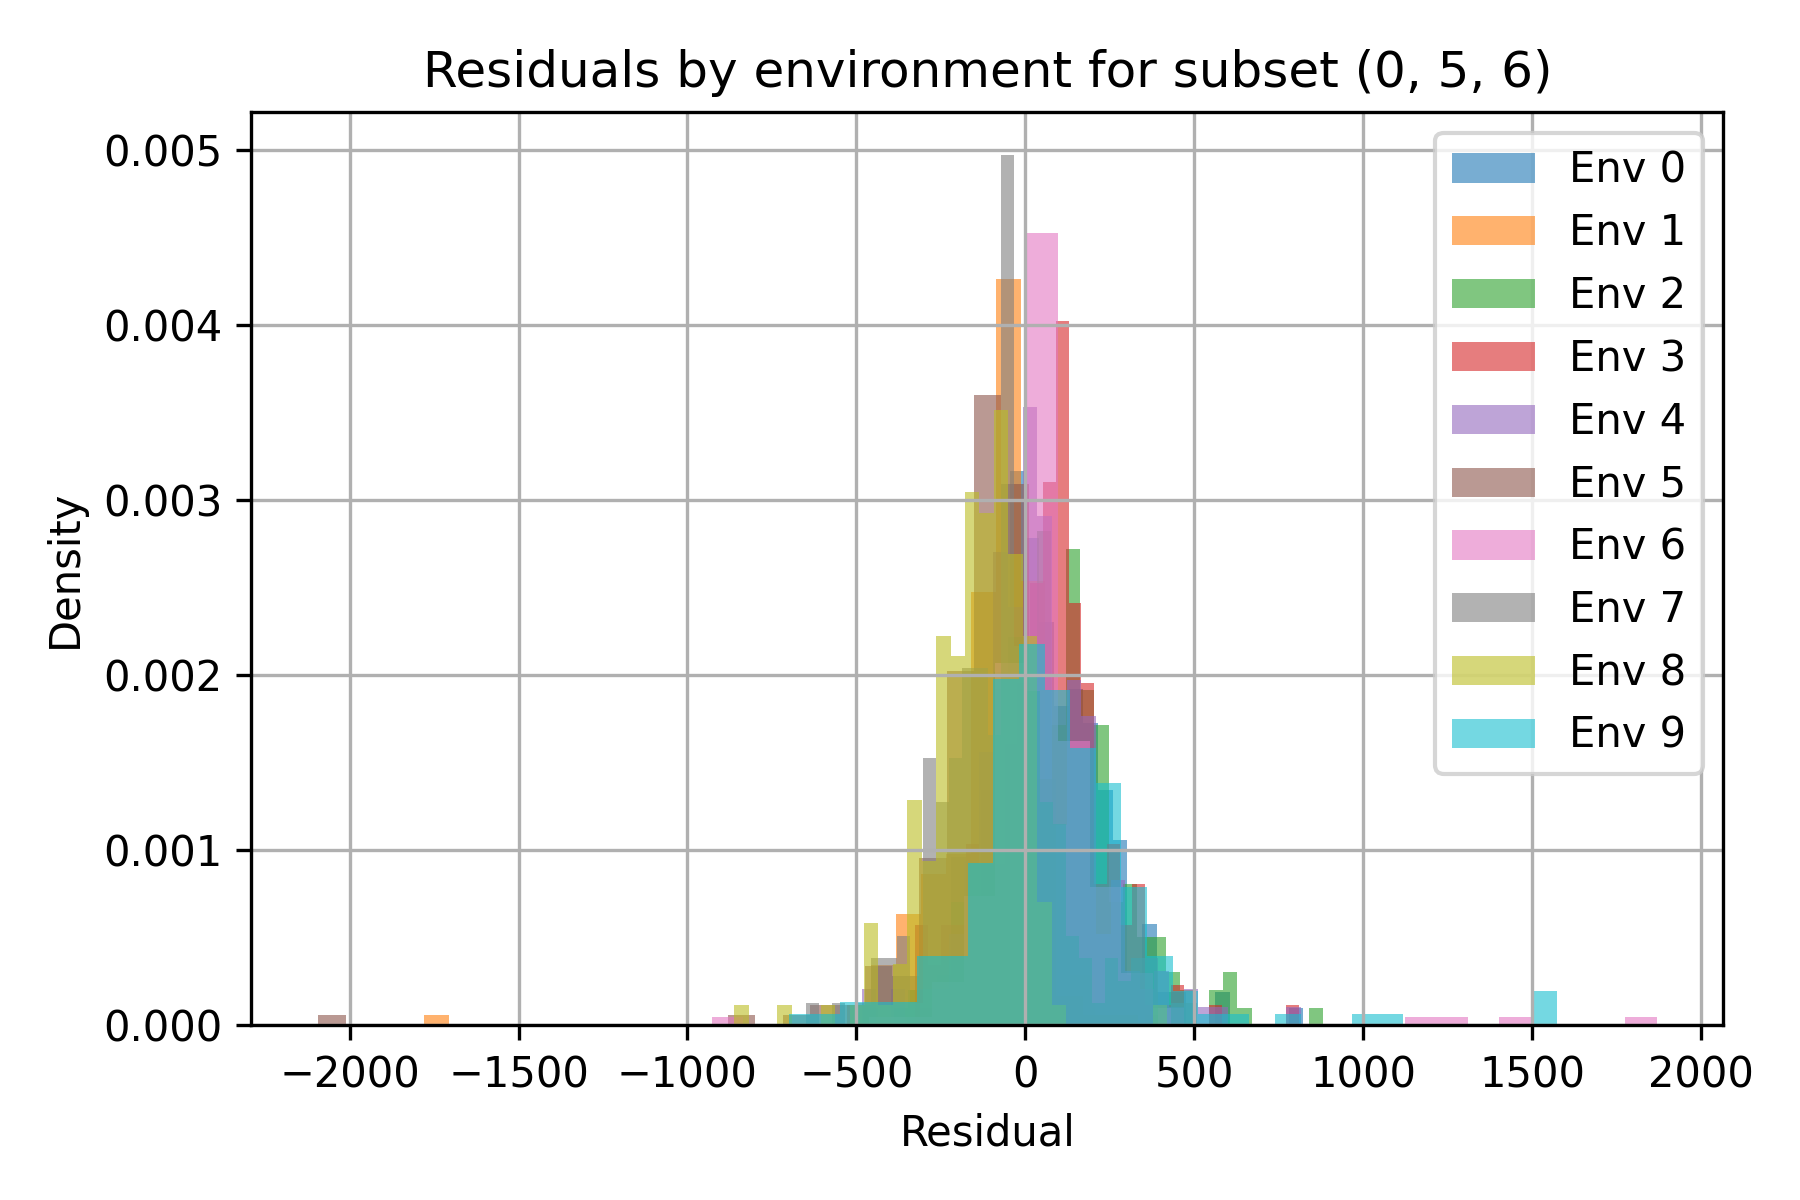 Residuals by environment for subset (0, 5, 6)
0.005
0.004
0.003
0.002
0.001
0.000
Density
−2000
−1500
−1000
−500
0
500
1000
1500
2000
Residual
Env 0
Env 1
Env 2
Env 3
Env 4
Env 5
Env 6
Env 7
Env 8
Env 9